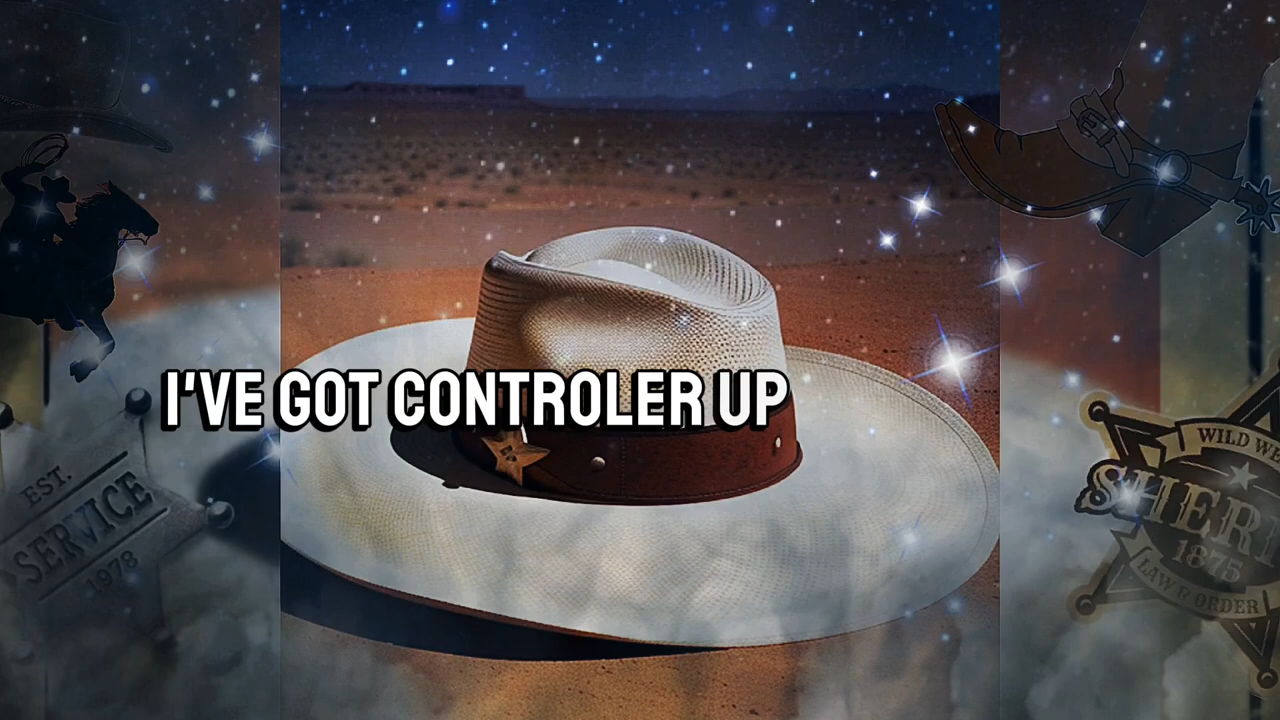 I'VE GOT CONTROLER UP
EST.
SERVICE
1978
WILD WE
SHERI
1875
LAW & ORDER